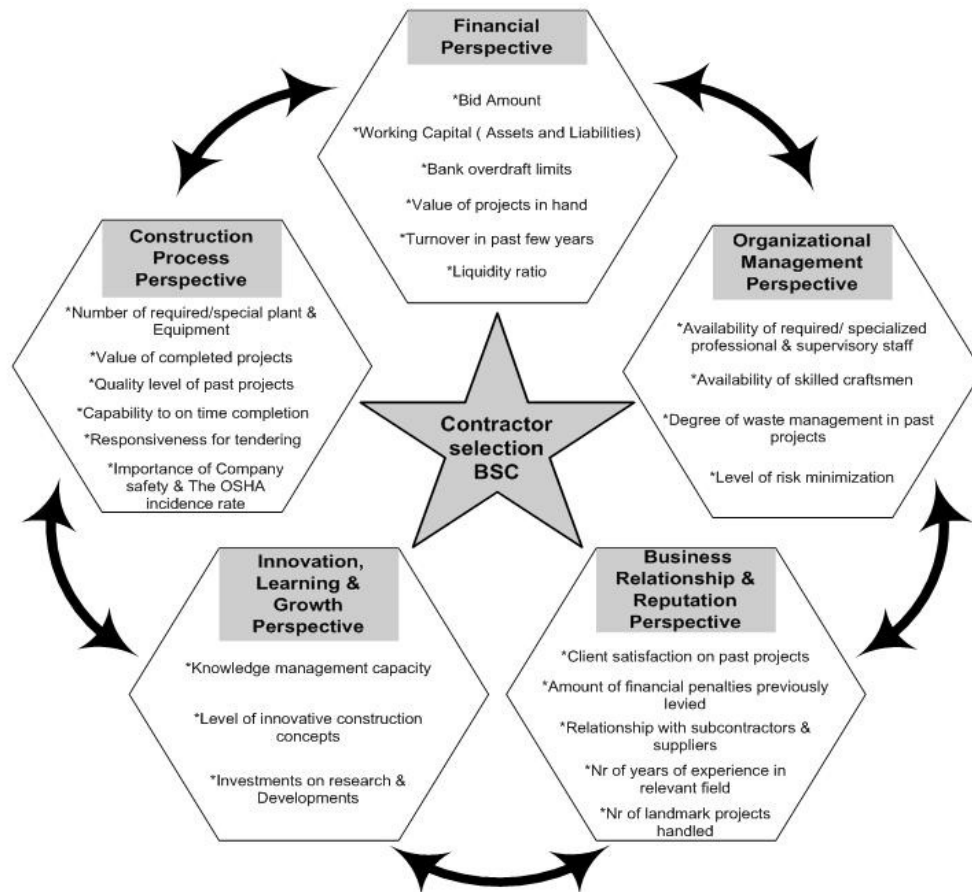 Financial
Perspective
*Bid Amount
*Working Capital ( Assets and Liabilities)
*Bank overdraft limits
*Value of projects in hand
*Turnover in past few years
*Liquidity ratio
Construction
Process
Perspective
*Number of required/special plant &
Equipment
*Value of completed projects
*Quality level of past projects
*Capability to on time completion
*Responsiveness for tendering
*Importance of Company
safety & The OSHA
incidence rate
Organizational
Management
Perspective
*Availability of required/ specialized
professional & supervisory staff
*Availability of skilled craftsmen
*Degree of waste management in past
projects
*Level of risk minimization
Contractor
selection
BSC
Innovation,
Learning &
Growth
Perspective
*Knowledge management capacity
*Level of innovative construction
concepts
*Investments on research &
Developments
Business
Relationship &
Reputation
Perspective
*Client satisfaction on past projects
*Amount of financial penalties previously
levied
*Relationship with subcontractors &
suppliers
*Nr of years of experience in
relevant field
*Nr of landmark projects
handled